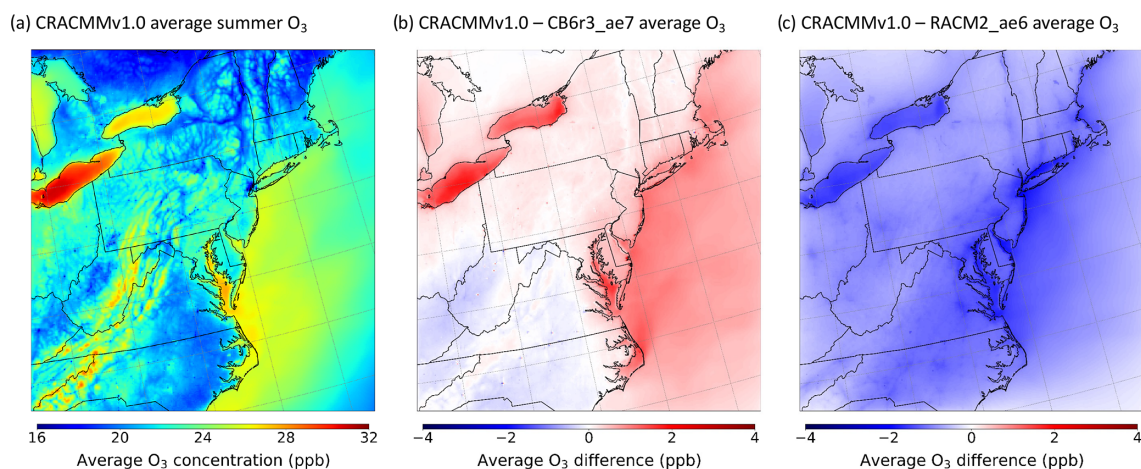 (a) CRACMMv1.0 average summer O₃
(b) CRACMMv1.0 – CB6r3_ae7 average O₃
(c) CRACMMv1.0 – RACM2_ae6 average O₃
16 20 24 28 32
Average O₃ concentration (ppb)
−4 −2 0 2 4
Average O₃ difference (ppb)
−4 −2 0 2 4
Average O₃ difference (ppb)